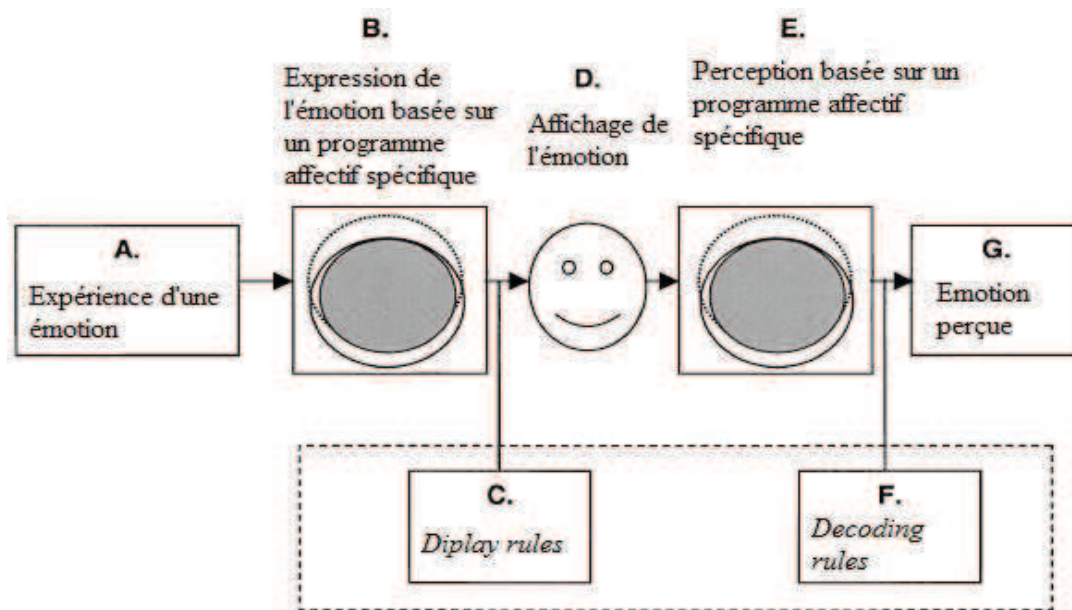 B.
Expression de
l'émotion basée sur
un programme
affectif spécifique
D.
Affichage de
l'émotion
E.
Perception basée sur un
programme affectif
spécifique
A.
Expérience d'une
émotion
G.
Emotion
perçue
C.
Diplay rules
F.
Decoding
rules